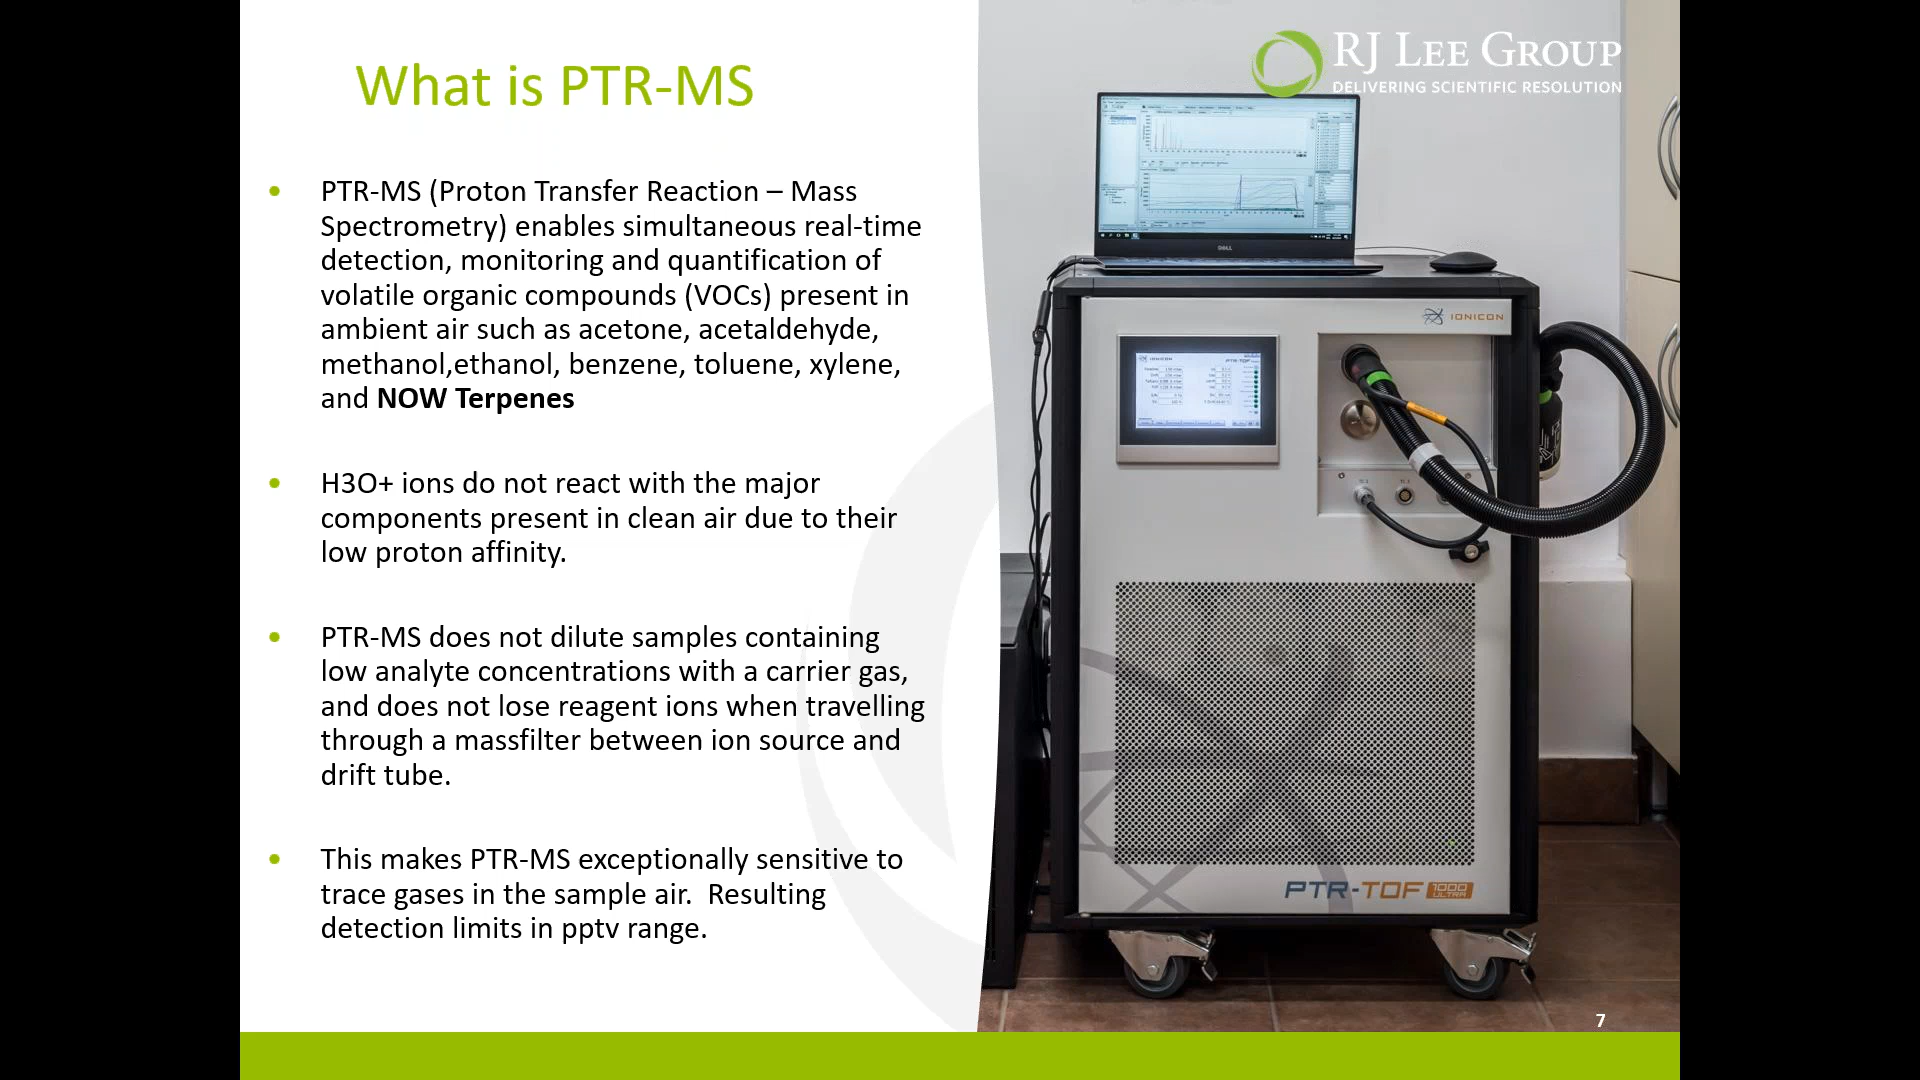 What is PTR-MS
RJ LEE GROUP
DELIVERING SCIENTIFIC RESOLUTION
PTR-MS (Proton Transfer Reaction – Mass
Spectrometry) enables simultaneous real-time
detection, monitoring and quantification of
volatile organic compounds (VOCs) present in
ambient air such as acetone, acetaldehyde,
methanol,ethanol, benzene, toluene, xylene,
and NOW Terpenes
H3O+ ions do not react with the major
components present in clean air due to their
low proton affinity.
PTR-MS does not dilute samples containing
low analyte concentrations with a carrier gas,
and does not lose reagent ions when travelling
through a massfilter between ion source and
drift tube.
This makes PTR-MS exceptionally sensitive to
trace gases in the sample air.  Resulting
detection limits in pptv range.
DELL
IONICON
IONICON
PTR-TOF
PTR-TOF 1000
ULTRA
7